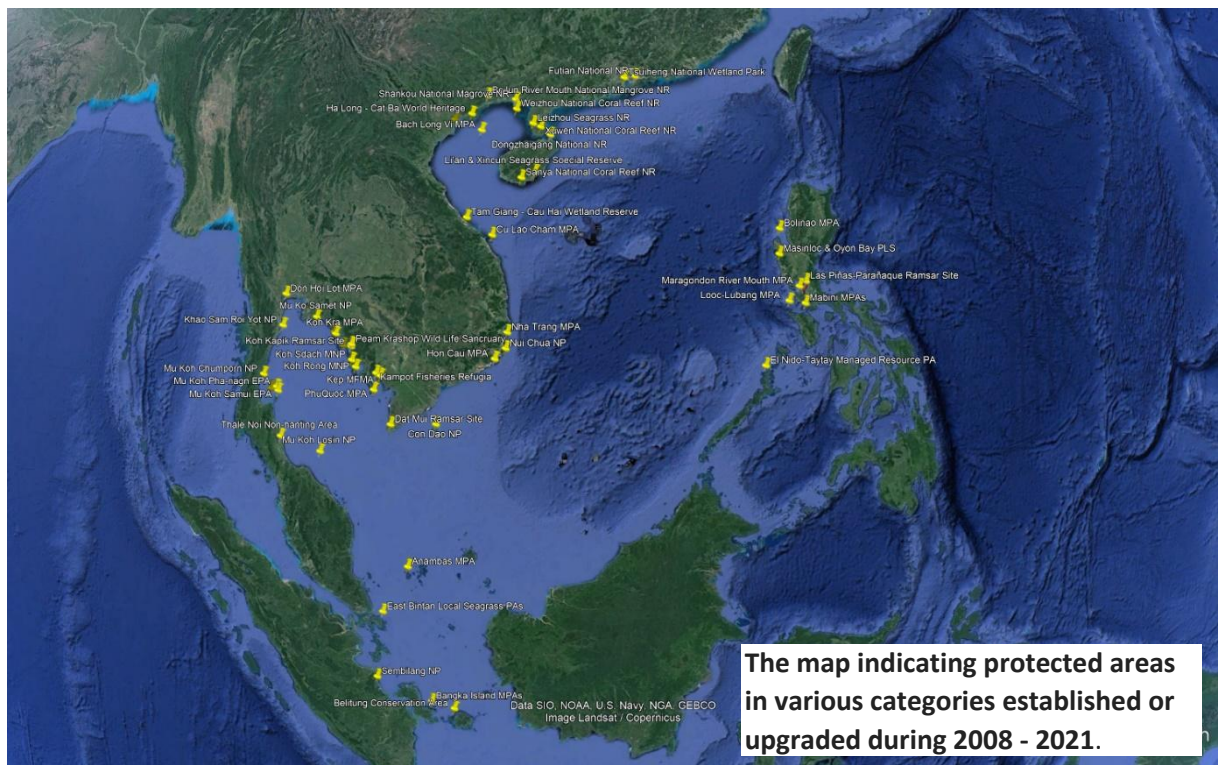 Futian National NR
Cuiheng National Wetland Park
Shankou National Magrove NR
Beilun River Mouth National Mangrove NR
Ha Long - Cat Ba World Heritage
Weizhou National Coral Reef NR
Leizhou Seagrass NR
Bach Long Vi MPA
Xuwen National Coral Reef NR
Dongzhaigang National NR
Li'an & Xincun Seagrass Soecial Reserve
Sanya National Coral Reef NR
Tam Giang - Cau Hai Wetland Reserve
Bolinao MPA
Cu Lao Cham MPA
Masinloc & Oyon Bay PLS
Las Piñas-Parañaque Ramsar Site
Maragondon River Mouth MPA
Don Hoi Lot MPA
Looc-Lubang MPA
Mabini MPAs
Mu Ko Samet NP
Khao Sam Roi Yot NP
Koh Kra MPA
Nha Trang MPA
Koh Kapik Ramsar Site
Peam Krashop Wild Life Sancruary
Nui Chua NP
Koh Sdach MNP
Hon Cau MPA
El Nido-Taytay Managed Resource PA
Mu Koh Chumporn NP
Koh Rong MNP
Mu Koh Pha-nagn EPA
Kep MFMA
Kampot Fisheries Refugia
Mu Koh Samui EPA
PhuQuoc MPA
Dat Mui Ramsar Site
Thale Noi Non-hanting Area
Con Dao NP
Mu Koh Losin NP
Anambas MPA
East Bintan Local Seagrass PAs
Sembilang NP
Bangka Island MPAs
Belitung Conservation Area
Data SIO, NOAA, U.S. Navy, NGA, GEBCO
Image Landsat / Copernicus
The map indicating protected areas
in various categories established or
upgraded during 2008 - 2021.